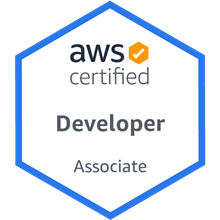 aws
certified
Developer
Associate